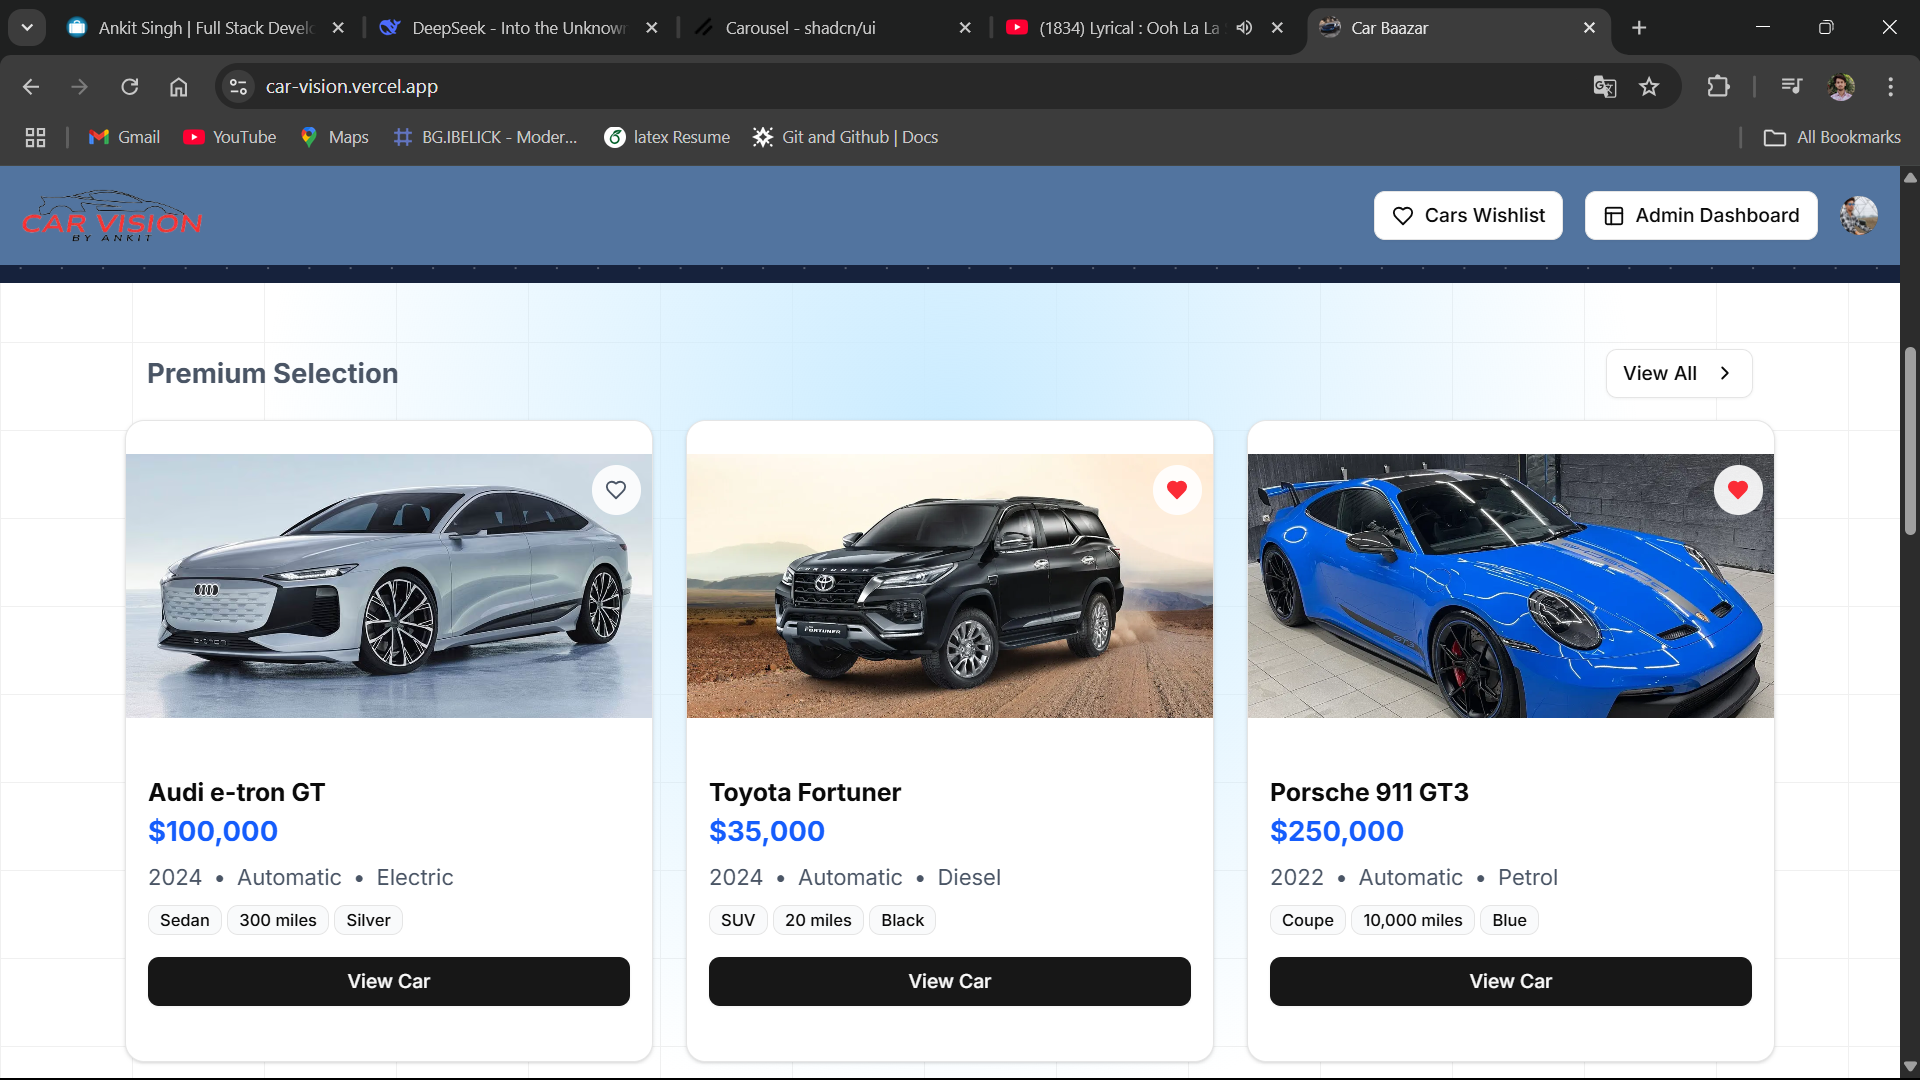 Ankit Singh | Full Stack Develo
DeepSeek - Into the Unknown
Carousel - shadcn/ui
(1834) Lyrical : Ooh La La
Car Baazar
car-vision.vercel.app
Gmail
YouTube
Maps
BG.IBELICK - Moder...
latex Resume
Git and Github | Docs
All Bookmarks
CAR VISION
BY ANKIT
Cars Wishlist
Admin Dashboard
Premium Selection
View All
FORTUNER
FORTUNER
Audi e-tron GT
$100,000
2024 • Automatic • Electric
Sedan 300 miles Silver
View Car
Toyota Fortuner
$35,000
2024 • Automatic • Diesel
SUV 20 miles Black
View Car
Porsche 911 GT3
$250,000
2022 • Automatic • Petrol
Coupe 10,000 miles Blue
View Car